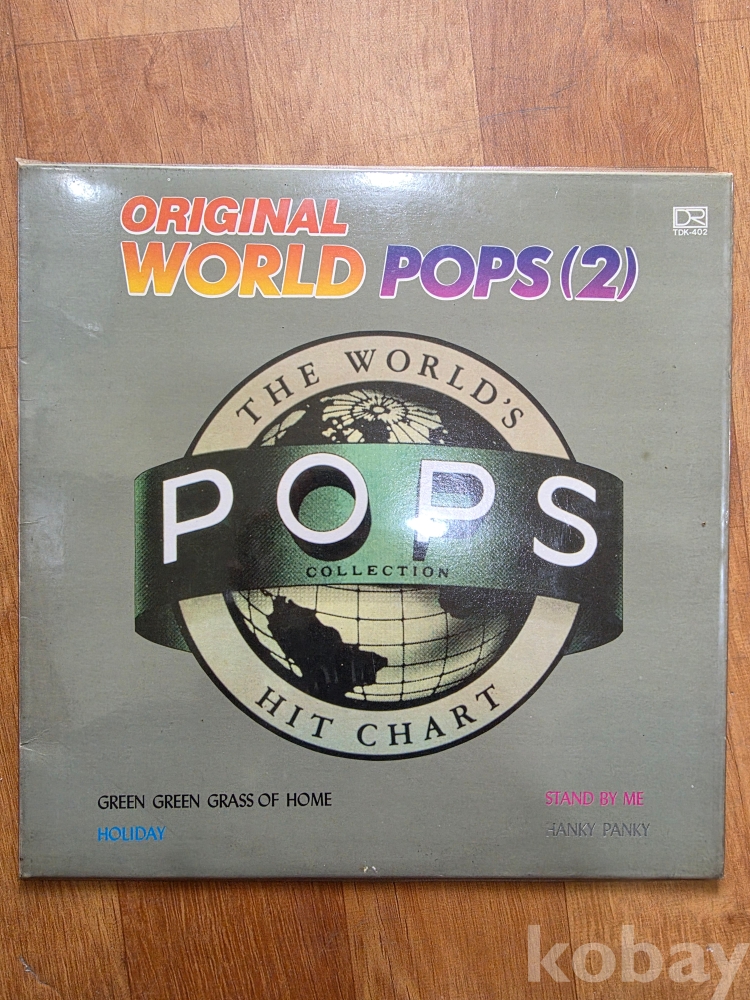 ORIGINAL
WORLD POPS (2)
DR
TDK-402
THE WORLD'S
POPS
COLLECTION
HIT CHART
GREEN GREEN GRASS OF HOME
STAND BY ME
HOLIDAY
HANKY PANKY
kobay